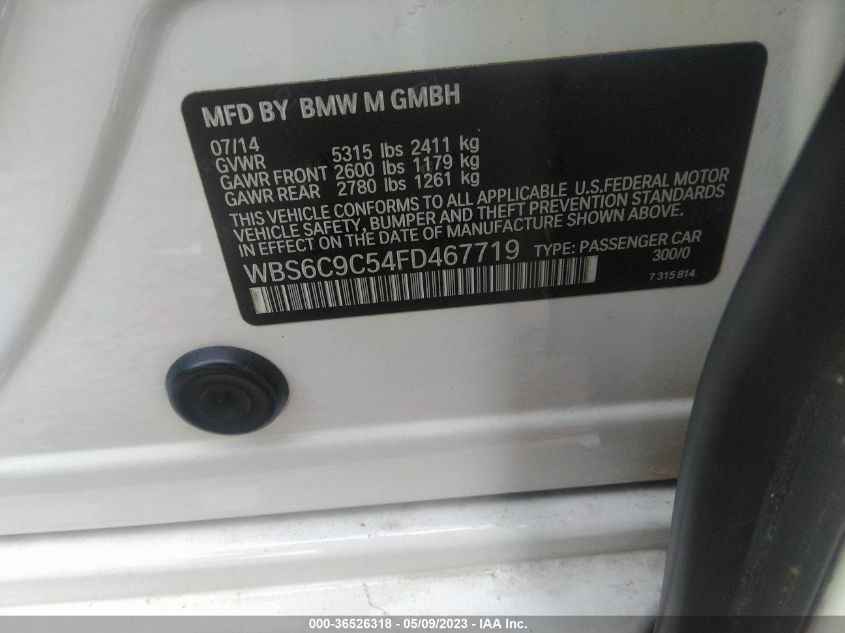 MFD BY BMW M GMBH
07/14
GVWR 5315 lbs 2411 kg
GAWR FRONT 2600 lbs 1179 kg
GAWR REAR 2780 lbs 1261 kg
THIS VEHICLE CONFORMS TO ALL APPLICABLE U.S.FEDERAL MOTOR
VEHICLE SAFETY, BUMPER AND THEFT PREVENTION STANDARDS
IN EFFECT ON THE DATE OF MANUFACTURE SHOWN ABOVE.
WBS6C9C54FD467719 TYPE: PASSENGER CAR
300/0
7 315 814
000-36526318 - 05/09/2023 - IAA Inc.